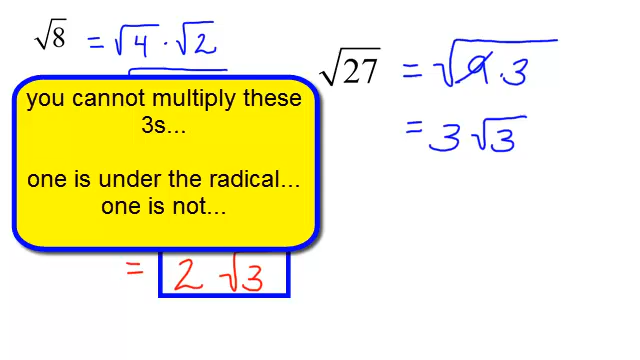 √8 = √4 · √2
you cannot multiply these
3s...
one is under the radical...
one is not...
= 2 √3
√27 = √9·3
= 3 √3